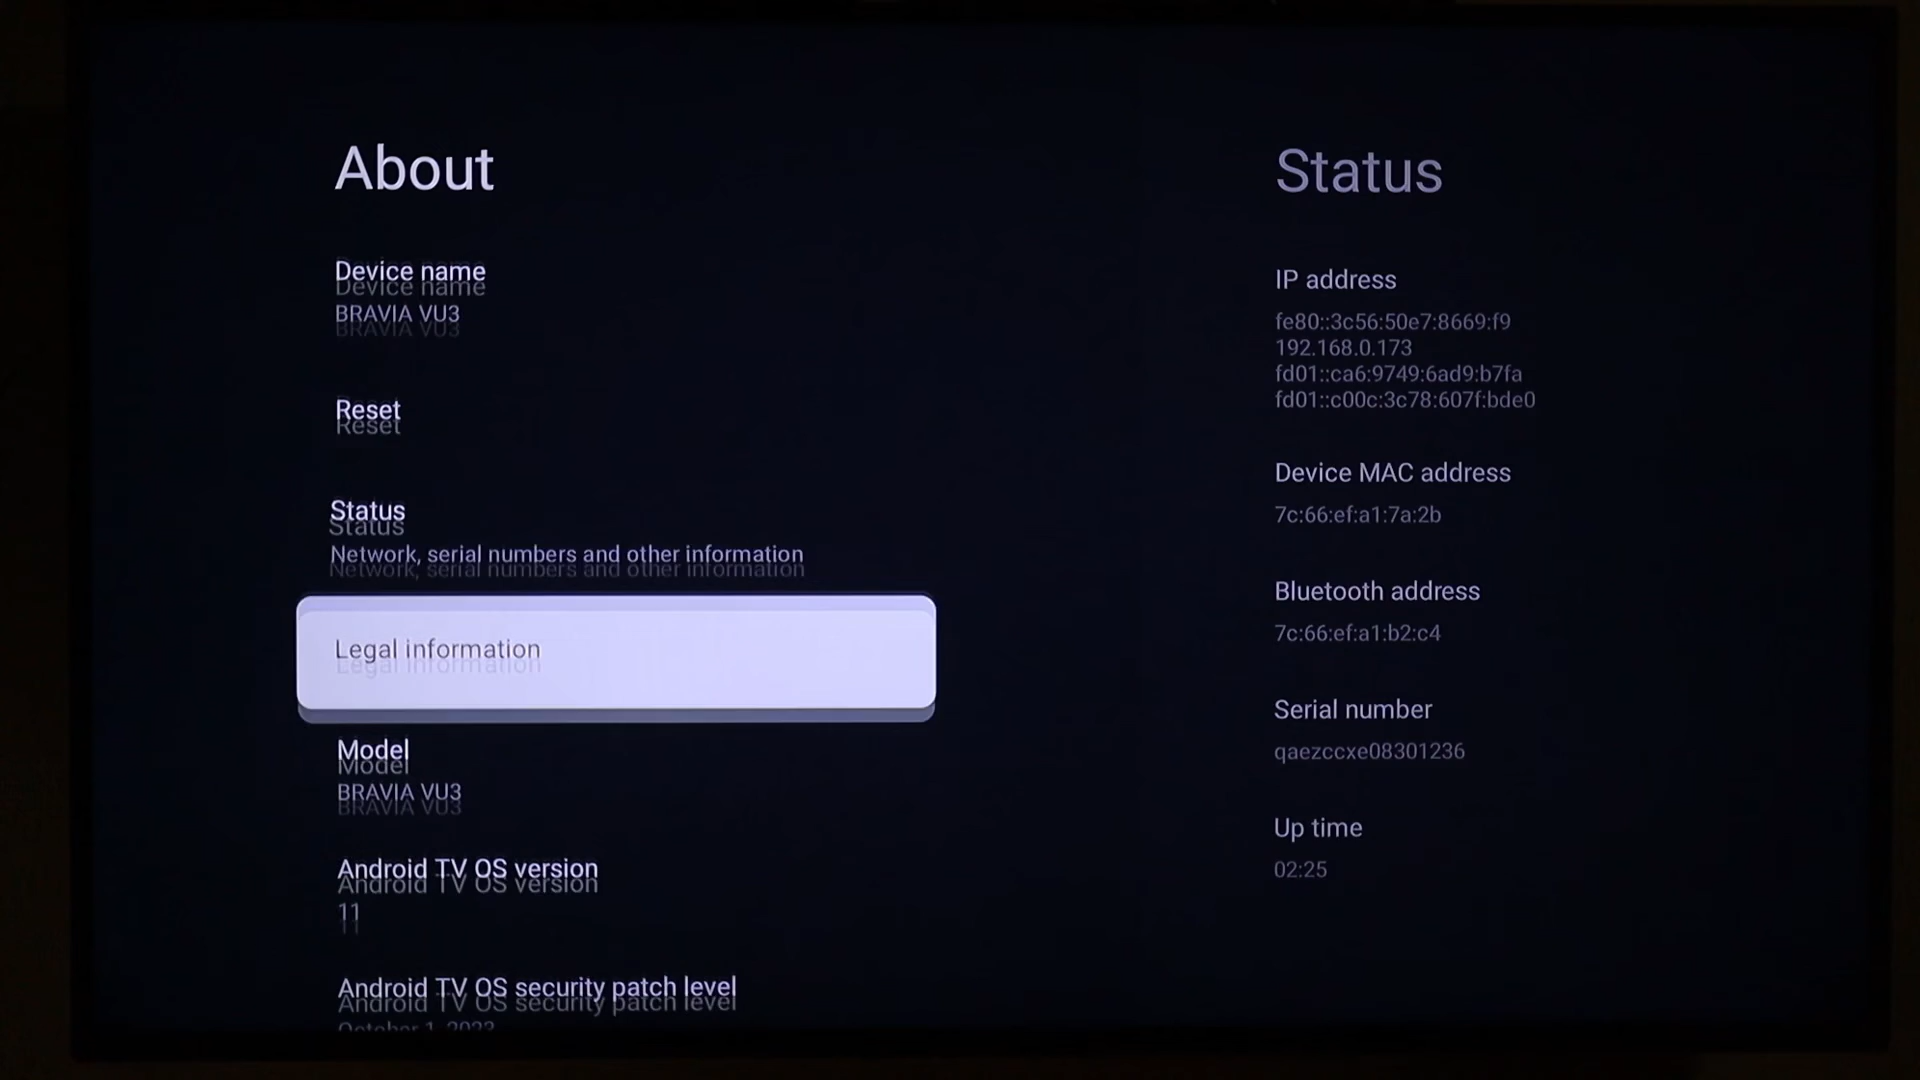 About
Device name
BRAVIA VU3
Reset
Status
Network, serial numbers and other information
Legal information
Model
BRAVIA VU3
Android TV OS version
11
Android TV OS security patch level
October 1, 2023
Status
IP address
fe80::3c56:50e7:8669:f9
192.168.0.173
fd01::ca6:9749:6ad9:b7fa
fd01::c00c:3c78:607f:bde0
Device MAC address
7c:66:ef:a1:7a:2b
Bluetooth address
7c:66:ef:a1:b2:c4
Serial number
qaezccxe08301236
Up time
02:25